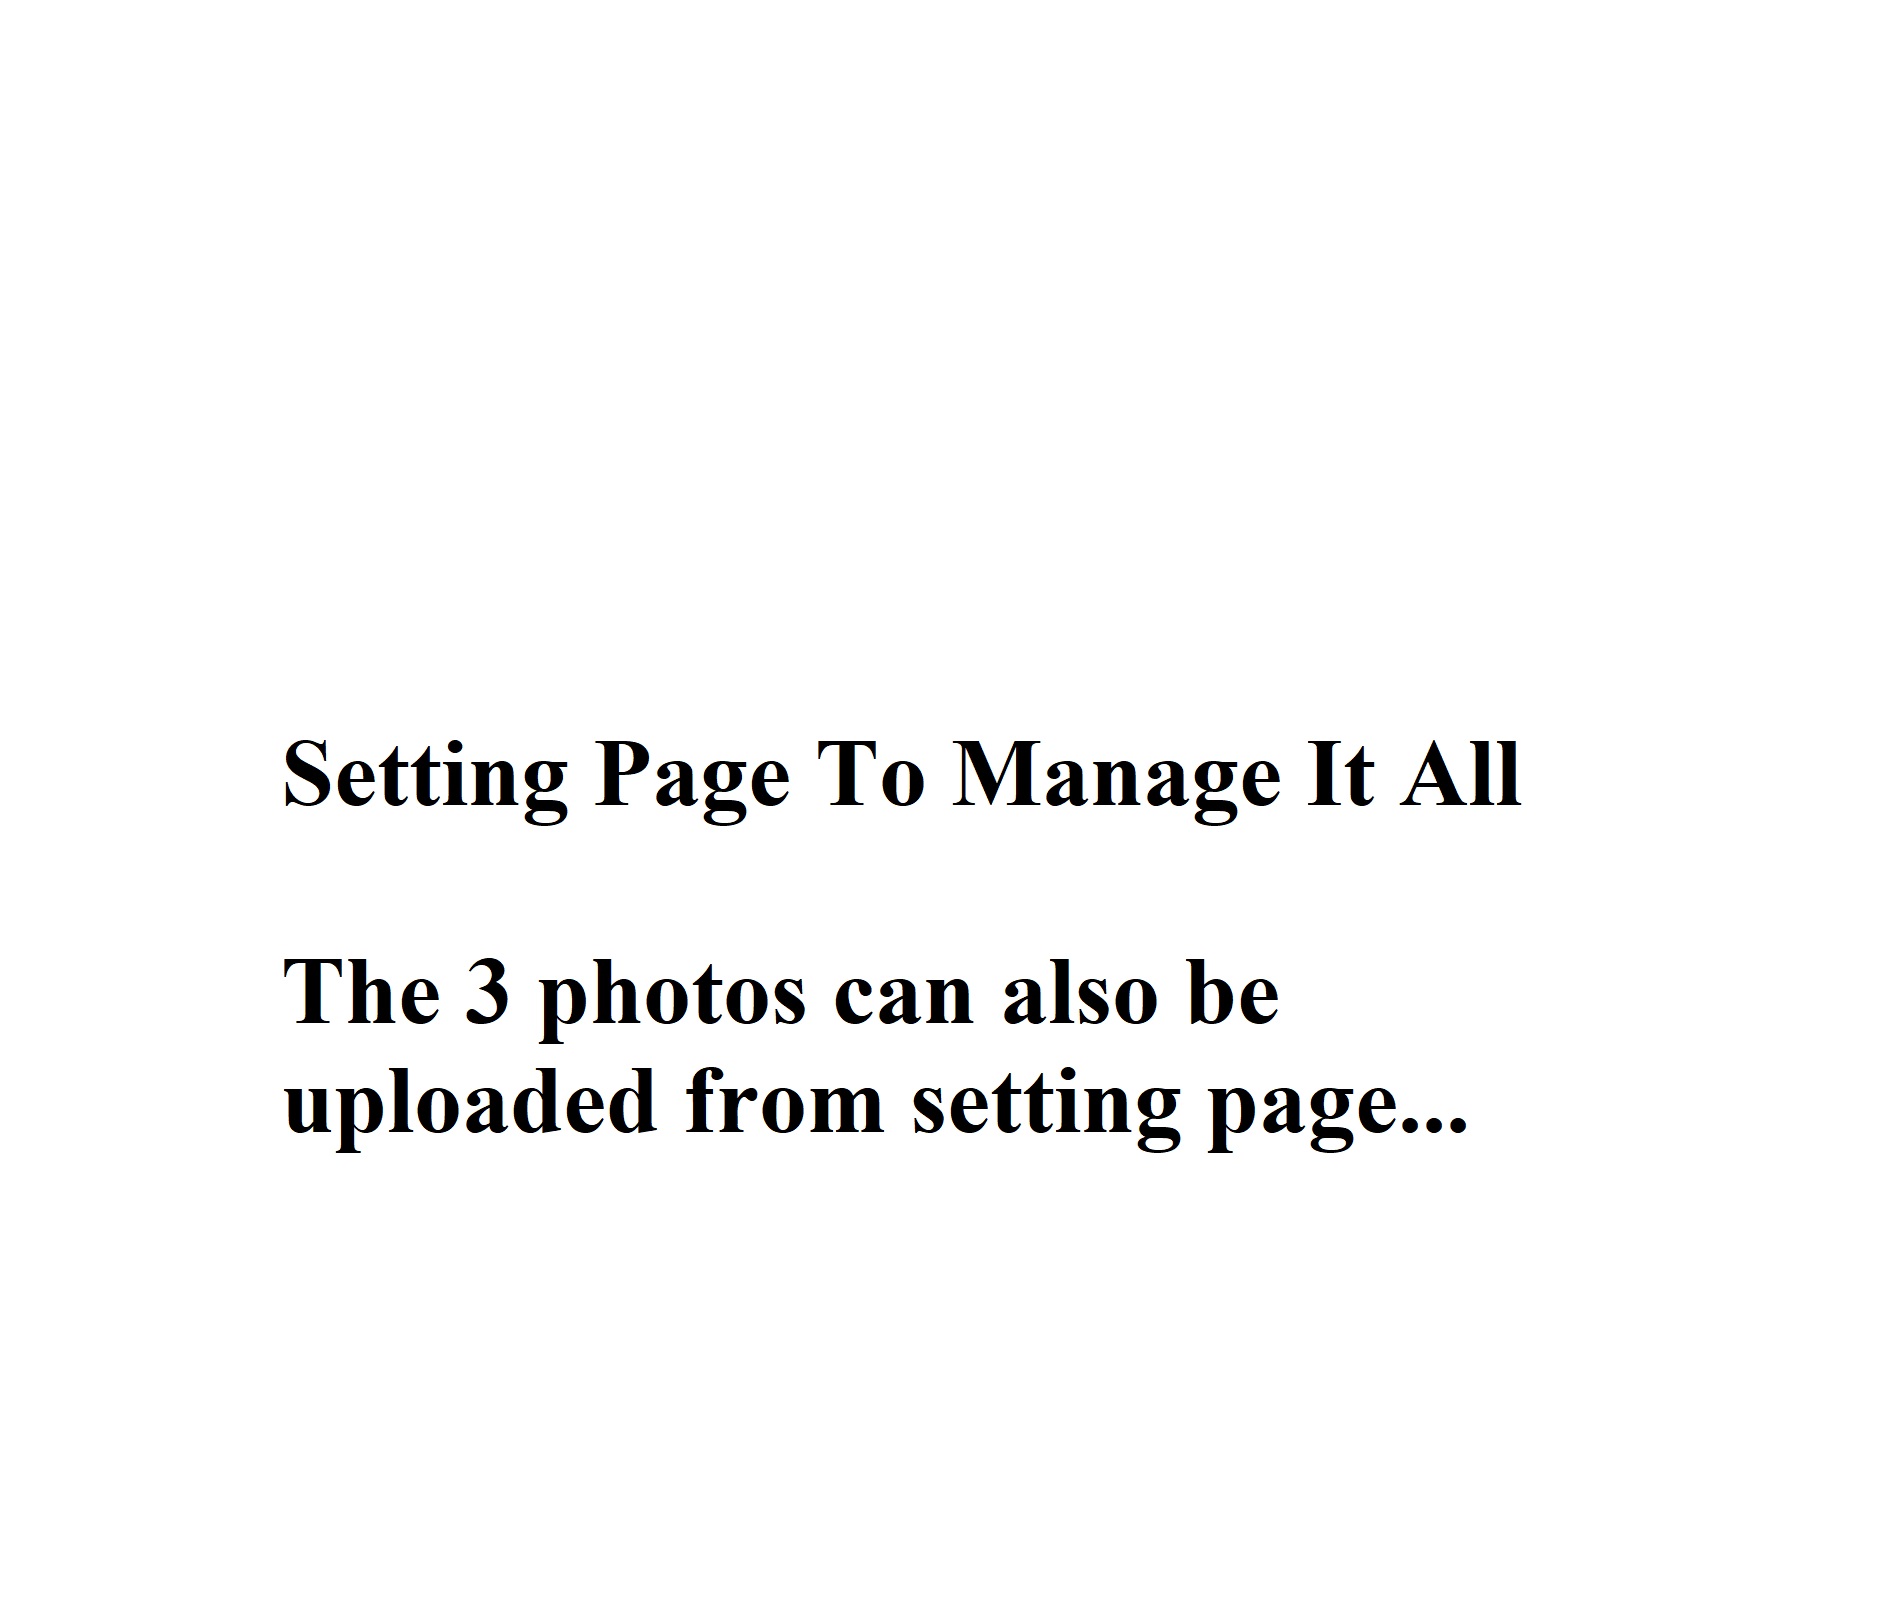 Setting Page To Manage It All
The 3 photos can also be
uploaded from setting page...